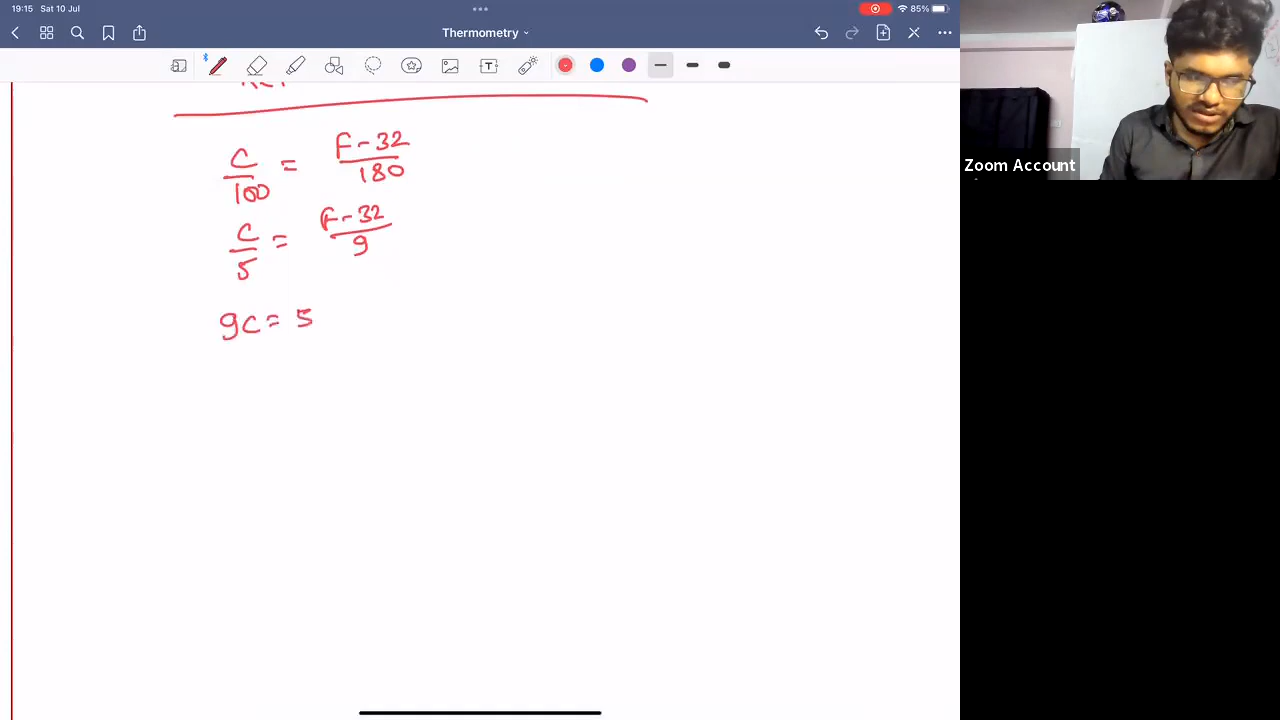 19:15 Sat 10 Jul
85%
Thermometry
T
Zoom Account
C/100 = F-32/180
C/5 = F-32/9
9C = 5